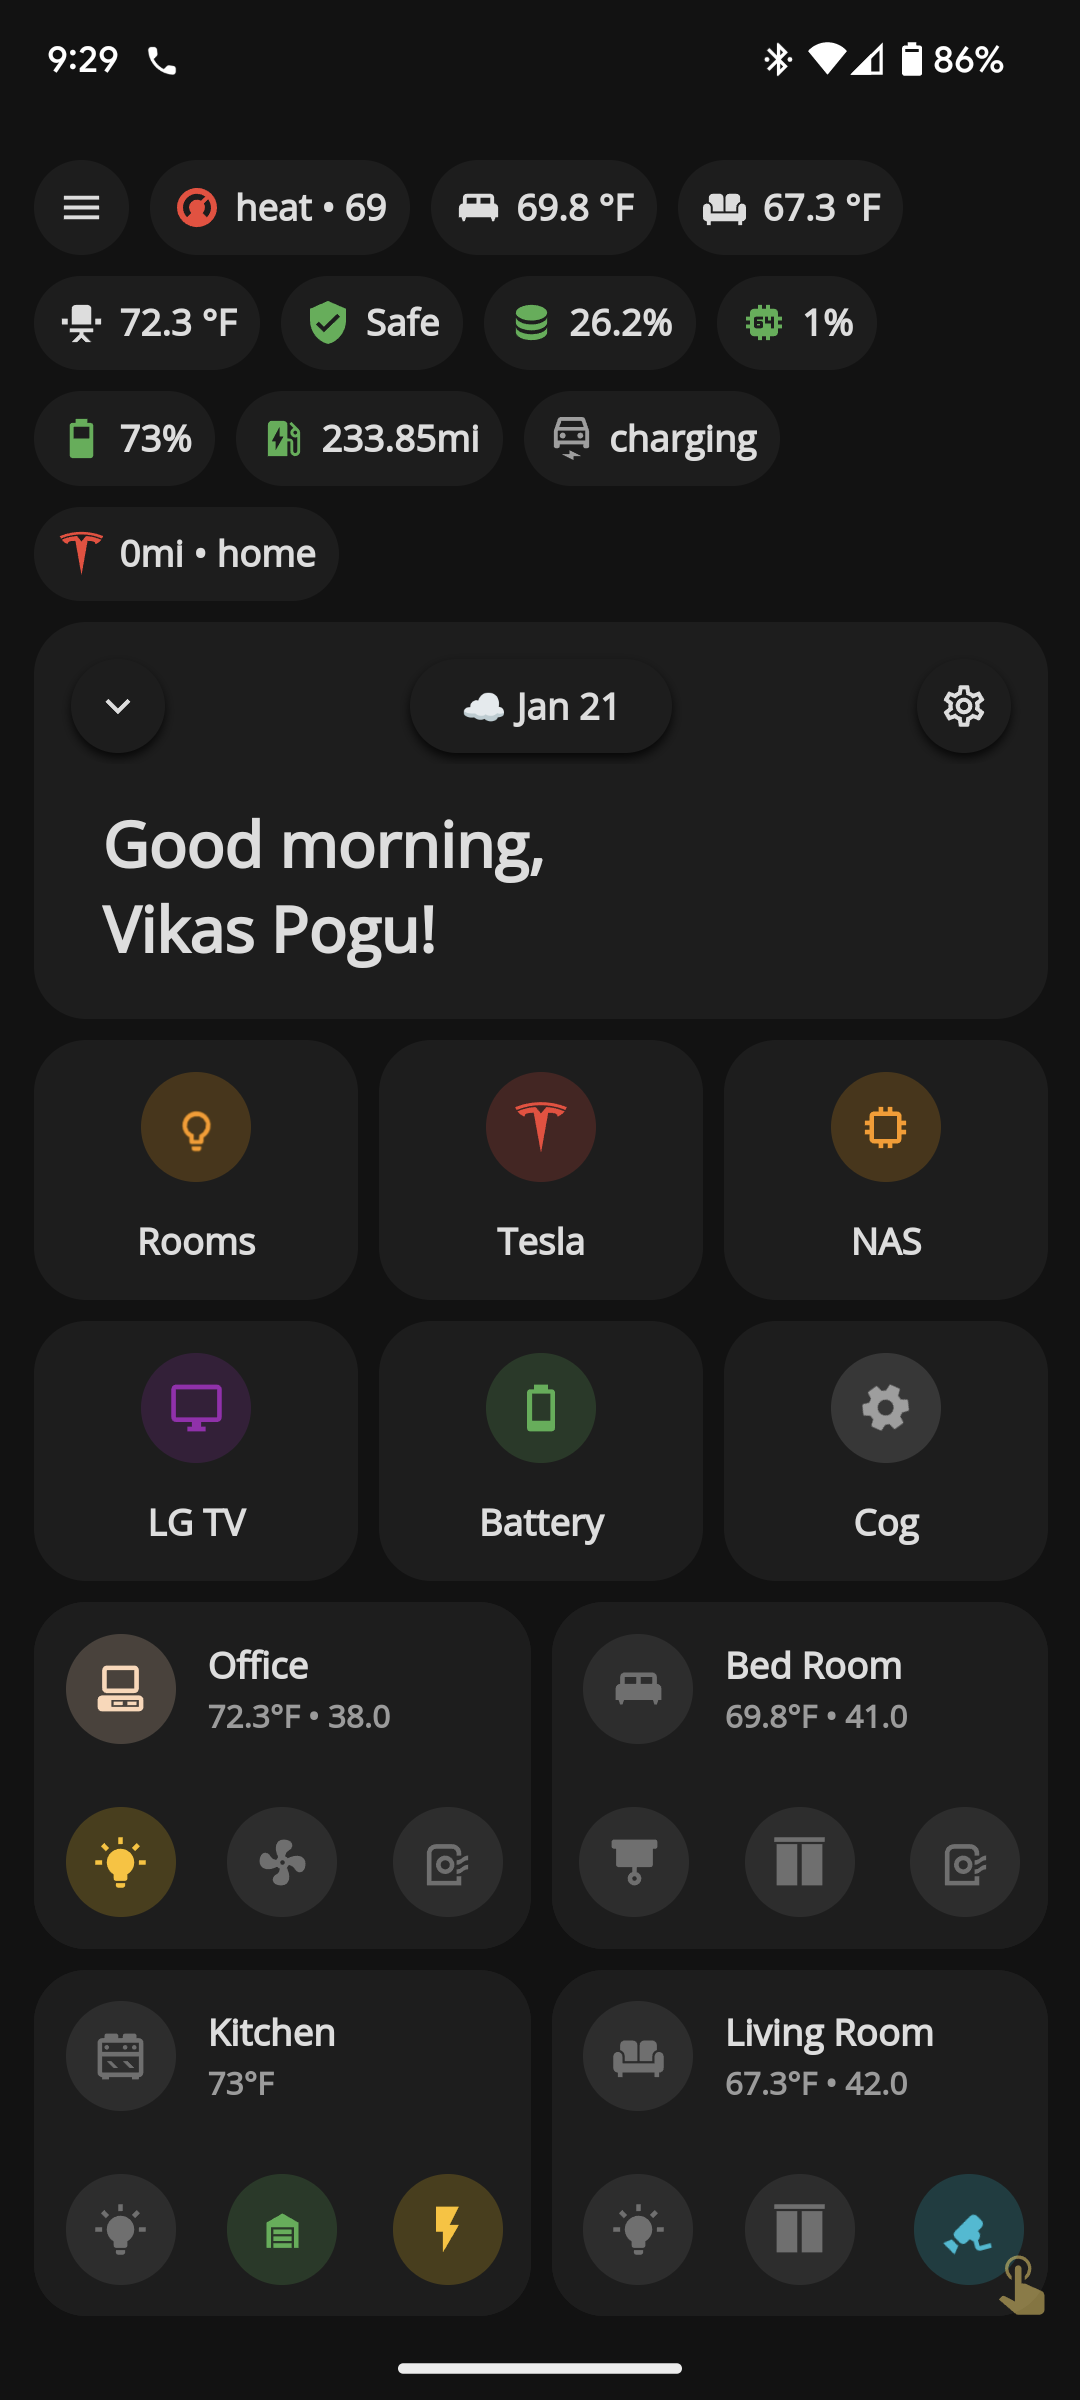 9:29 86%
heat • 69 69.8 °F 67.3 °F
72.3 °F Safe 26.2% 64 1%
73% 233.85mi charging
0mi • home
Jan 21
Good morning,
Vikas Pogu!
Rooms Tesla NAS
LG TV Battery Cog
Office
72.3°F • 38.0
Bed Room
69.8°F • 41.0
Kitchen
73°F
Living Room
67.3°F • 42.0